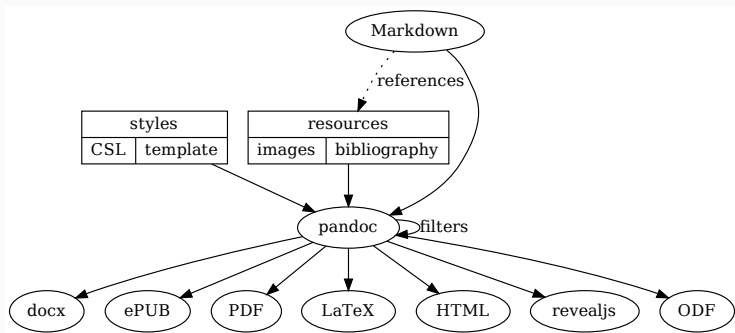 Markdown
references
styles
CSL template
resources
images bibliography
pandoc
filters
docx
ePUB
PDF
LaTeX
HTML
revealjs
ODF